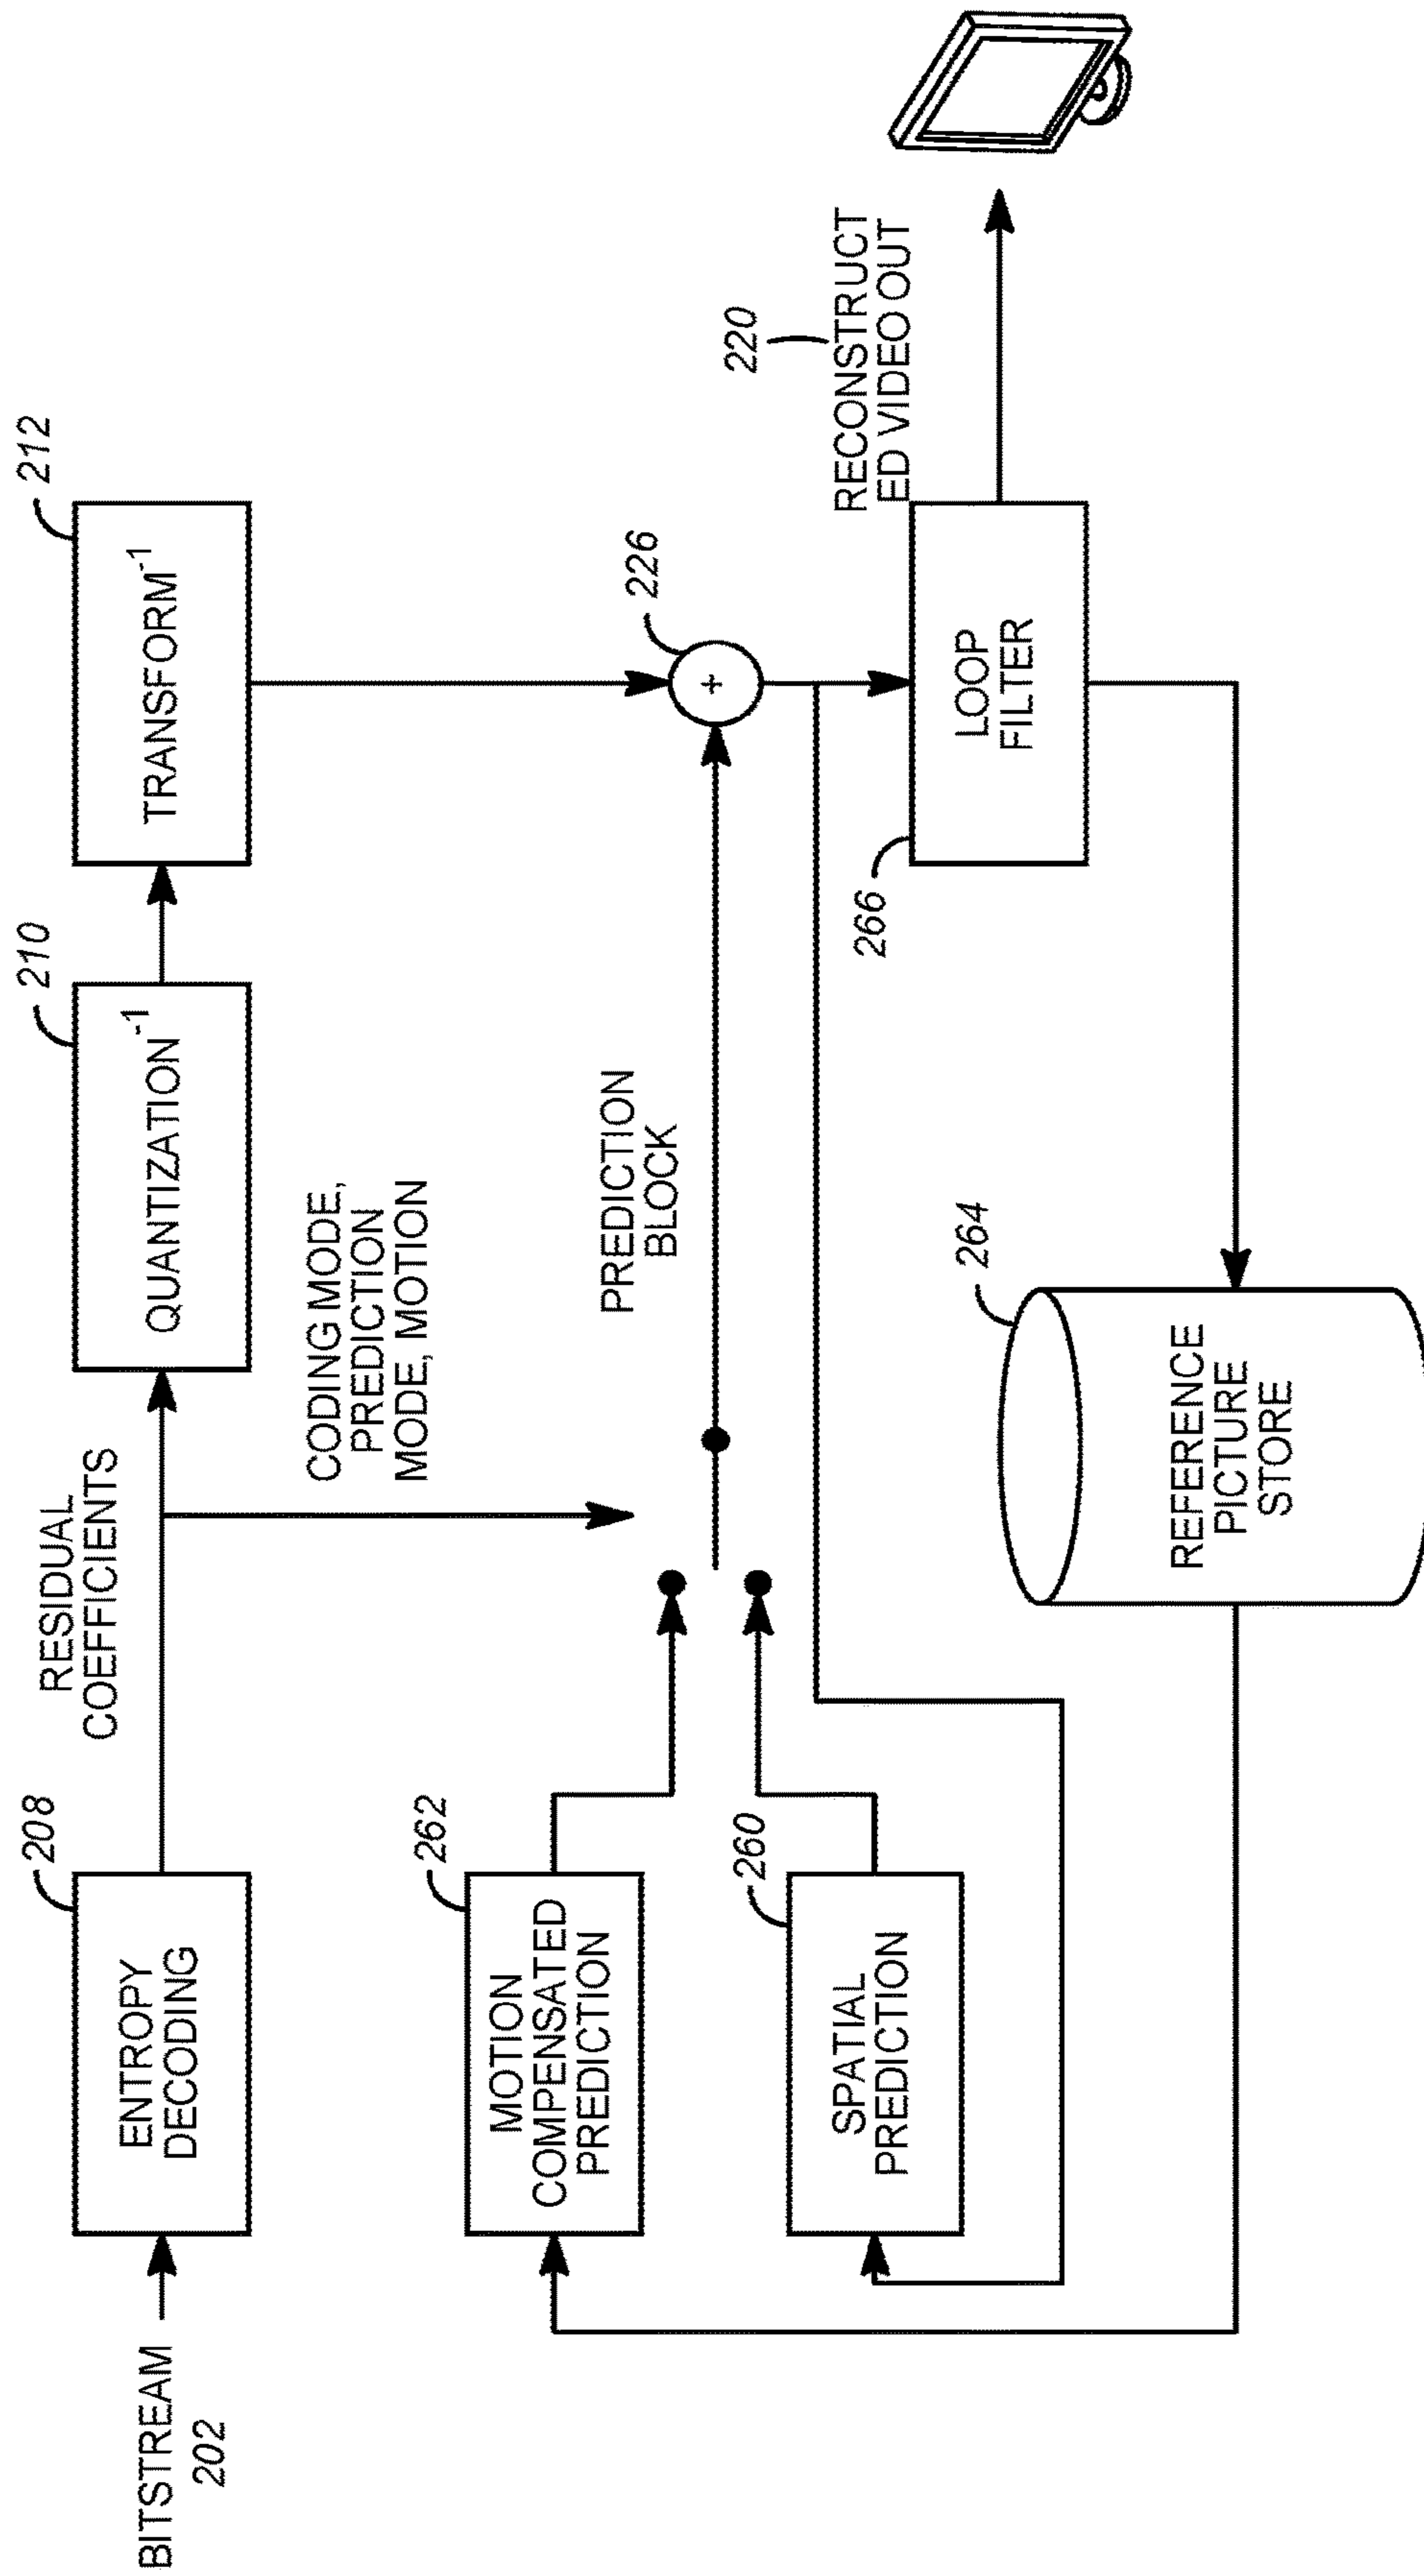 BITSTREAM
202
208
ENTROPY
DECODING
RESIDUAL
COEFFICIENTS
210
QUANTIZATION-1
212
TRANSFORM-1
CODING MODE,
PREDICTION
MODE, MOTION
262
MOTION
COMPENSATED
PREDICTION
260
SPATIAL
PREDICTION
PREDICTION
BLOCK
226
+
220
RECONSTRUCT
ED VIDEO OUT
266
LOOP
FILTER
264
REFERENCE
PICTURE
STORE